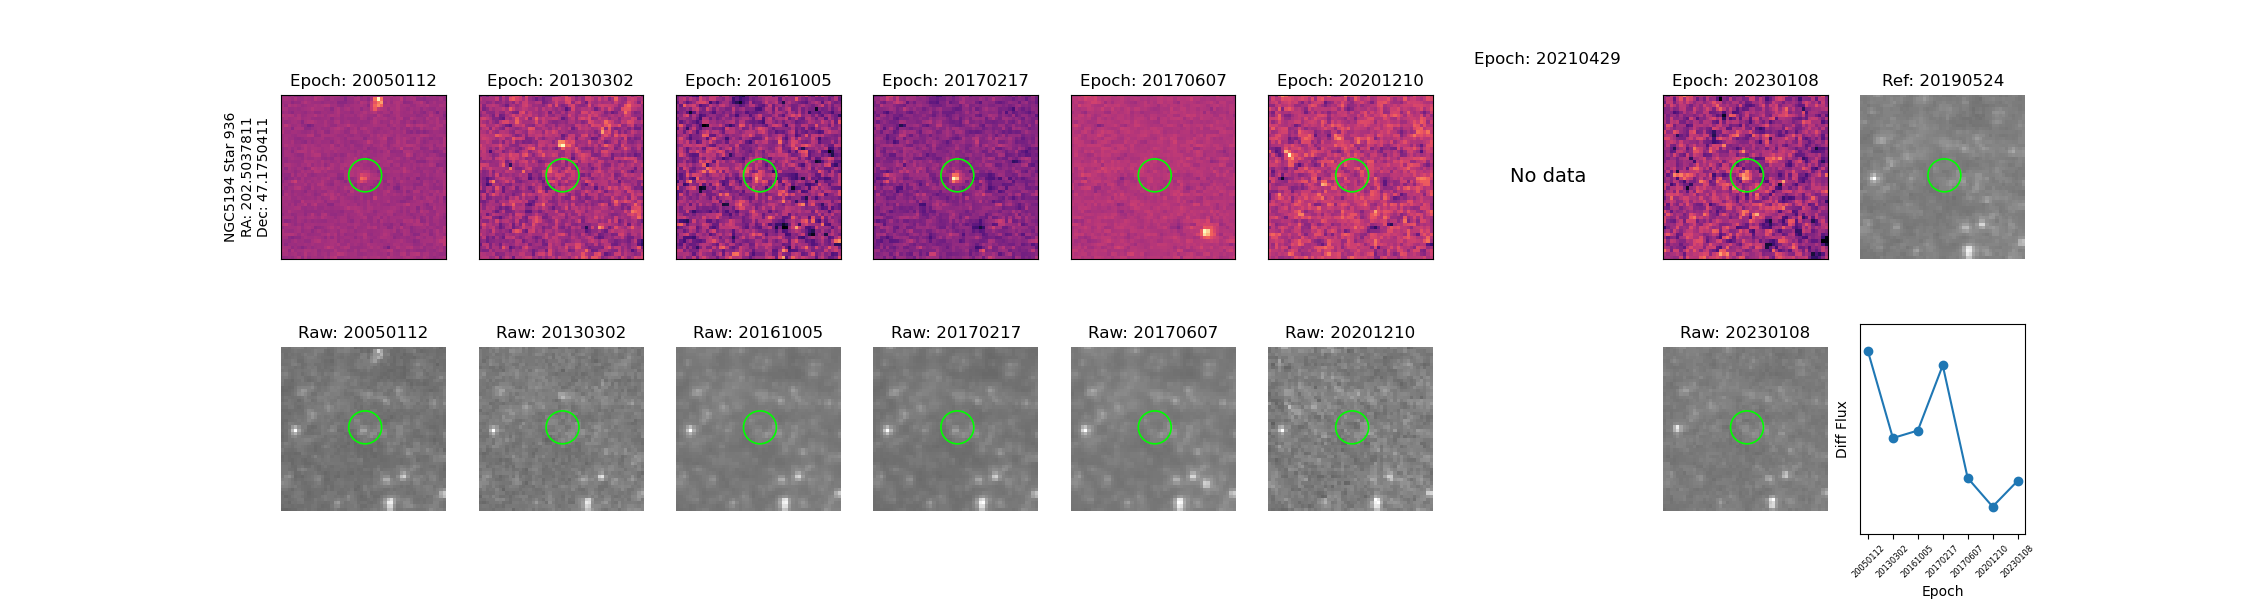 Epoch: 20210429
Epoch: 20050112
Epoch: 20130302
Epoch: 20161005
Epoch: 20170217
Epoch: 20170607
Epoch: 20201210
Epoch: 20230108
Ref: 20190524
NGC5194 Star 936
RA: 202.5037811
Dec: 47.1750411
No data
Raw: 20050112
Raw: 20130302
Raw: 20161005
Raw: 20170217
Raw: 20170607
Raw: 20201210
Raw: 20230108
Diff Flux
20050112
20130302
20161005
20170217
20170607
20201210
20230108
Epoch